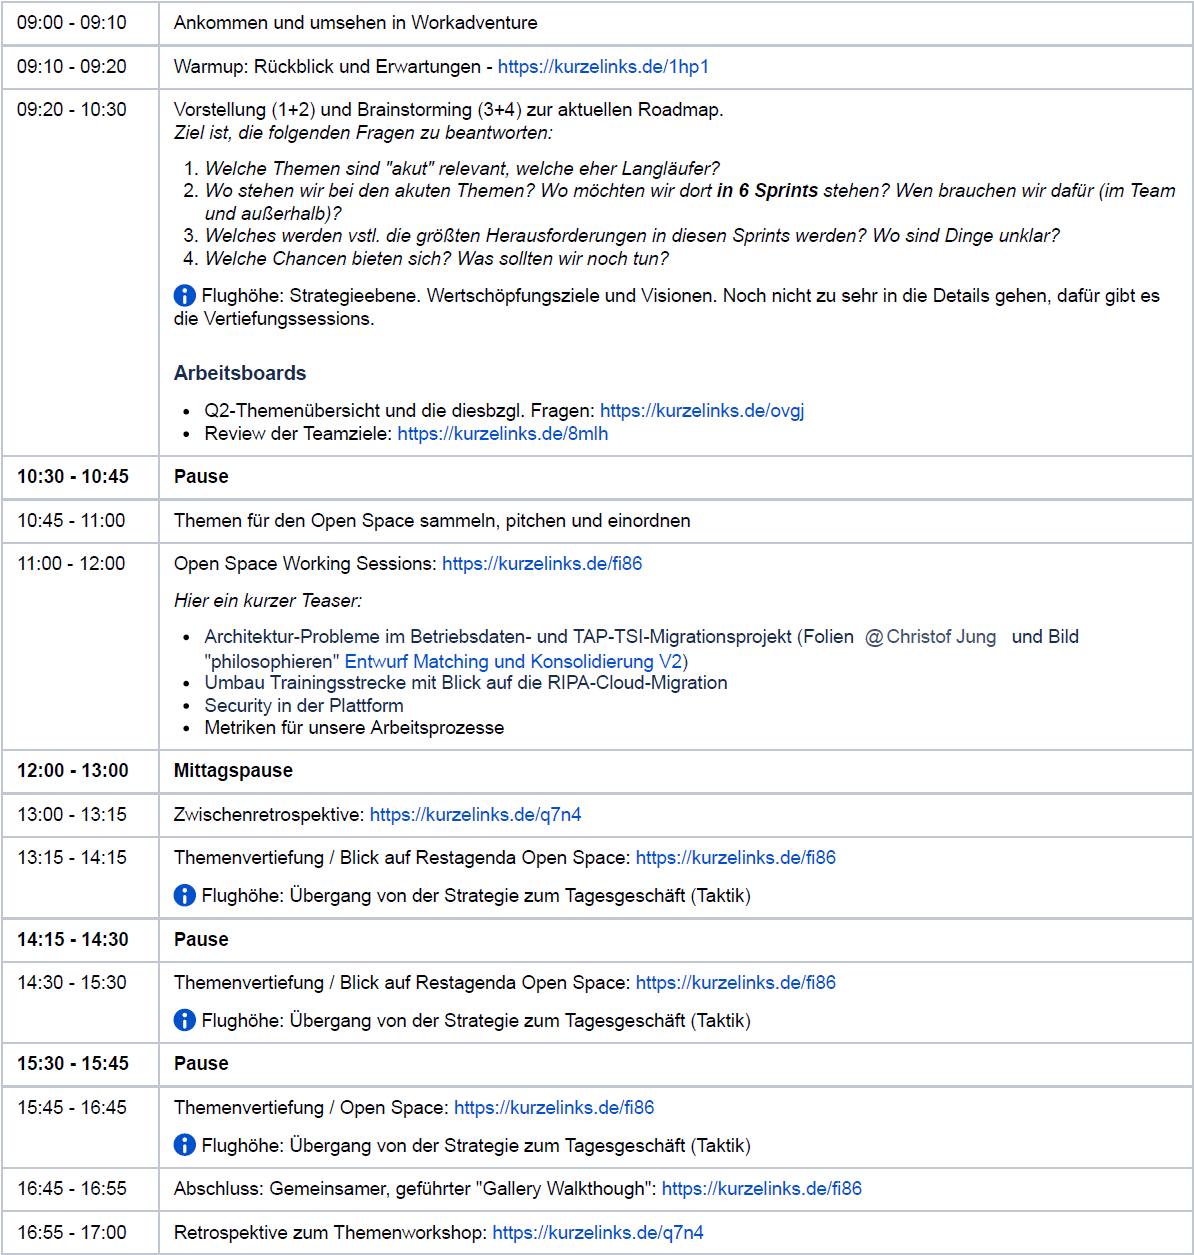 09:00 - 09:10 Ankommen und umsehen in Workadventure
09:10 - 09:20 Warmup: Rückblick und Erwartungen - https://kurzelinks.de/1hp1
09:20 - 10:30 Vorstellung (1+2) und Brainstorming (3+4) zur aktuellen Roadmap.
Ziel ist, die folgenden Fragen zu beantworten:
1. Welche Themen sind "akut" relevant, welche eher Langläufer?
2. Wo stehen wir bei den akuten Themen? Wo möchten wir dort in 6 Sprints stehen? Wen brauchen wir dafür (im Team
und außerhalb)?
3. Welches werden vstl. die größten Herausforderungen in diesen Sprints werden? Wo sind Dinge unklar?
4. Welche Chancen bieten sich? Was sollten wir noch tun?
Flughöhe: Strategieebene. Wertschöpfungsziele und Visionen. Noch nicht zu sehr in die Details gehen, dafür gibt es
die Vertiefungssessions.
Arbeitsboards
• Q2-Themenübersicht und die diesbzgl. Fragen: https://kurzelinks.de/ovgj
• Review der Teamziele: https://kurzelinks.de/8mlh
10:30 - 10:45 Pause
10:45 - 11:00 Themen für den Open Space sammeln, pitchen und einordnen
11:00 - 12:00 Open Space Working Sessions: https://kurzelinks.de/fi86
Hier ein kurzer Teaser:
• Architektur-Probleme im Betriebsdaten- und TAP-TSI-Migrationsprojekt (Folien @Christof Jung und Bild
"philosophieren" Entwurf Matching und Konsolidierung V2)
• Umbau Trainingsstrecke mit Blick auf die RIPA-Cloud-Migration
• Security in der Plattform
• Metriken für unsere Arbeitsprozesse
12:00 - 13:00 Mittagspause
13:00 - 13:15 Zwischenretrospektive: https://kurzelinks.de/q7n4
13:15 - 14:15 Themenvertiefung / Blick auf Restagenda Open Space: https://kurzelinks.de/fi86
Flughöhe: Übergang von der Strategie zum Tagesgeschäft (Taktik)
14:15 - 14:30 Pause
14:30 - 15:30 Themenvertiefung / Blick auf Restagenda Open Space: https://kurzelinks.de/fi86
Flughöhe: Übergang von der Strategie zum Tagesgeschäft (Taktik)
15:30 - 15:45 Pause
15:45 - 16:45 Themenvertiefung / Open Space: https://kurzelinks.de/fi86
Flughöhe: Übergang von der Strategie zum Tagesgeschäft (Taktik)
16:45 - 16:55 Abschluss: Gemeinsamer, geführter "Gallery Walkthough": https://kurzelinks.de/fi86
16:55 - 17:00 Retrospektive zum Themenworkshop: https://kurzelinks.de/q7n4